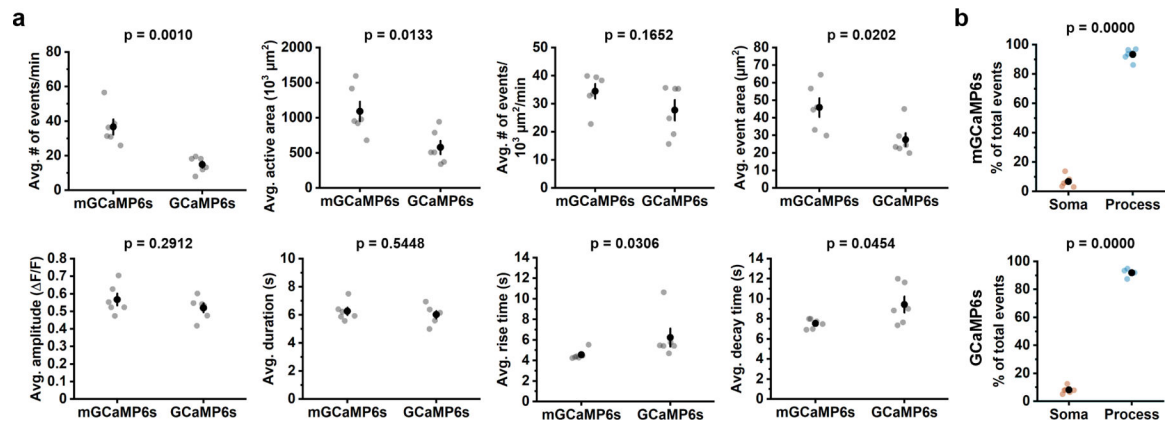 a
p = 0.0010
Avg. # of events/min
80
60
40
20
0
mGCaMP6s GCaMP6s
p = 0.0133
Avg. active area (10³ µm²)
2000
1500
1000
500
0
mGCaMP6s GCaMP6s
p = 0.1652
Avg. # of events/
10³ µm²/min
50
40
30
20
10
0
mGCaMP6s GCaMP6s
p = 0.0202
Avg. event area (µm²)
80
70
60
50
40
30
20
10
0
mGCaMP6s GCaMP6s
p = 0.2912
Avg. amplitude (ΔF/F)
0.8
0.7
0.6
0.5
0.4
0.3
0.2
0.1
0
mGCaMP6s GCaMP6s
p = 0.5448
Avg. duration (s)
10
8
6
4
2
0
mGCaMP6s GCaMP6s
p = 0.0306
Avg. rise time (s)
14
12
10
8
6
4
2
0
mGCaMP6s GCaMP6s
p = 0.0454
Avg. decay time (s)
14
12
10
8
6
4
2
0
mGCaMP6s GCaMP6s
b
p = 0.0000
mGCaMP6s
% of total events
100
80
60
40
20
0
Soma Process
p = 0.0000
GCaMP6s
% of total events
100
80
60
40
20
0
Soma Process